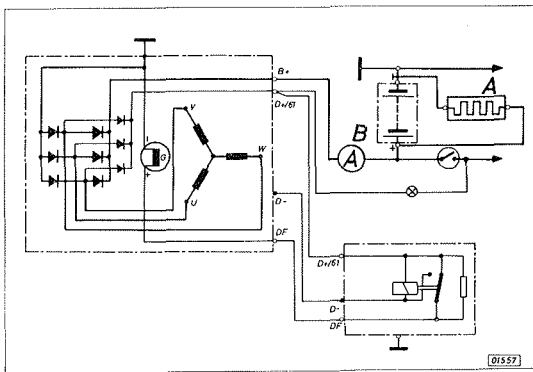 B+
D+/61
V
W
G
U
D-
DF
A
B
A
D+/61
D-
DF
01557